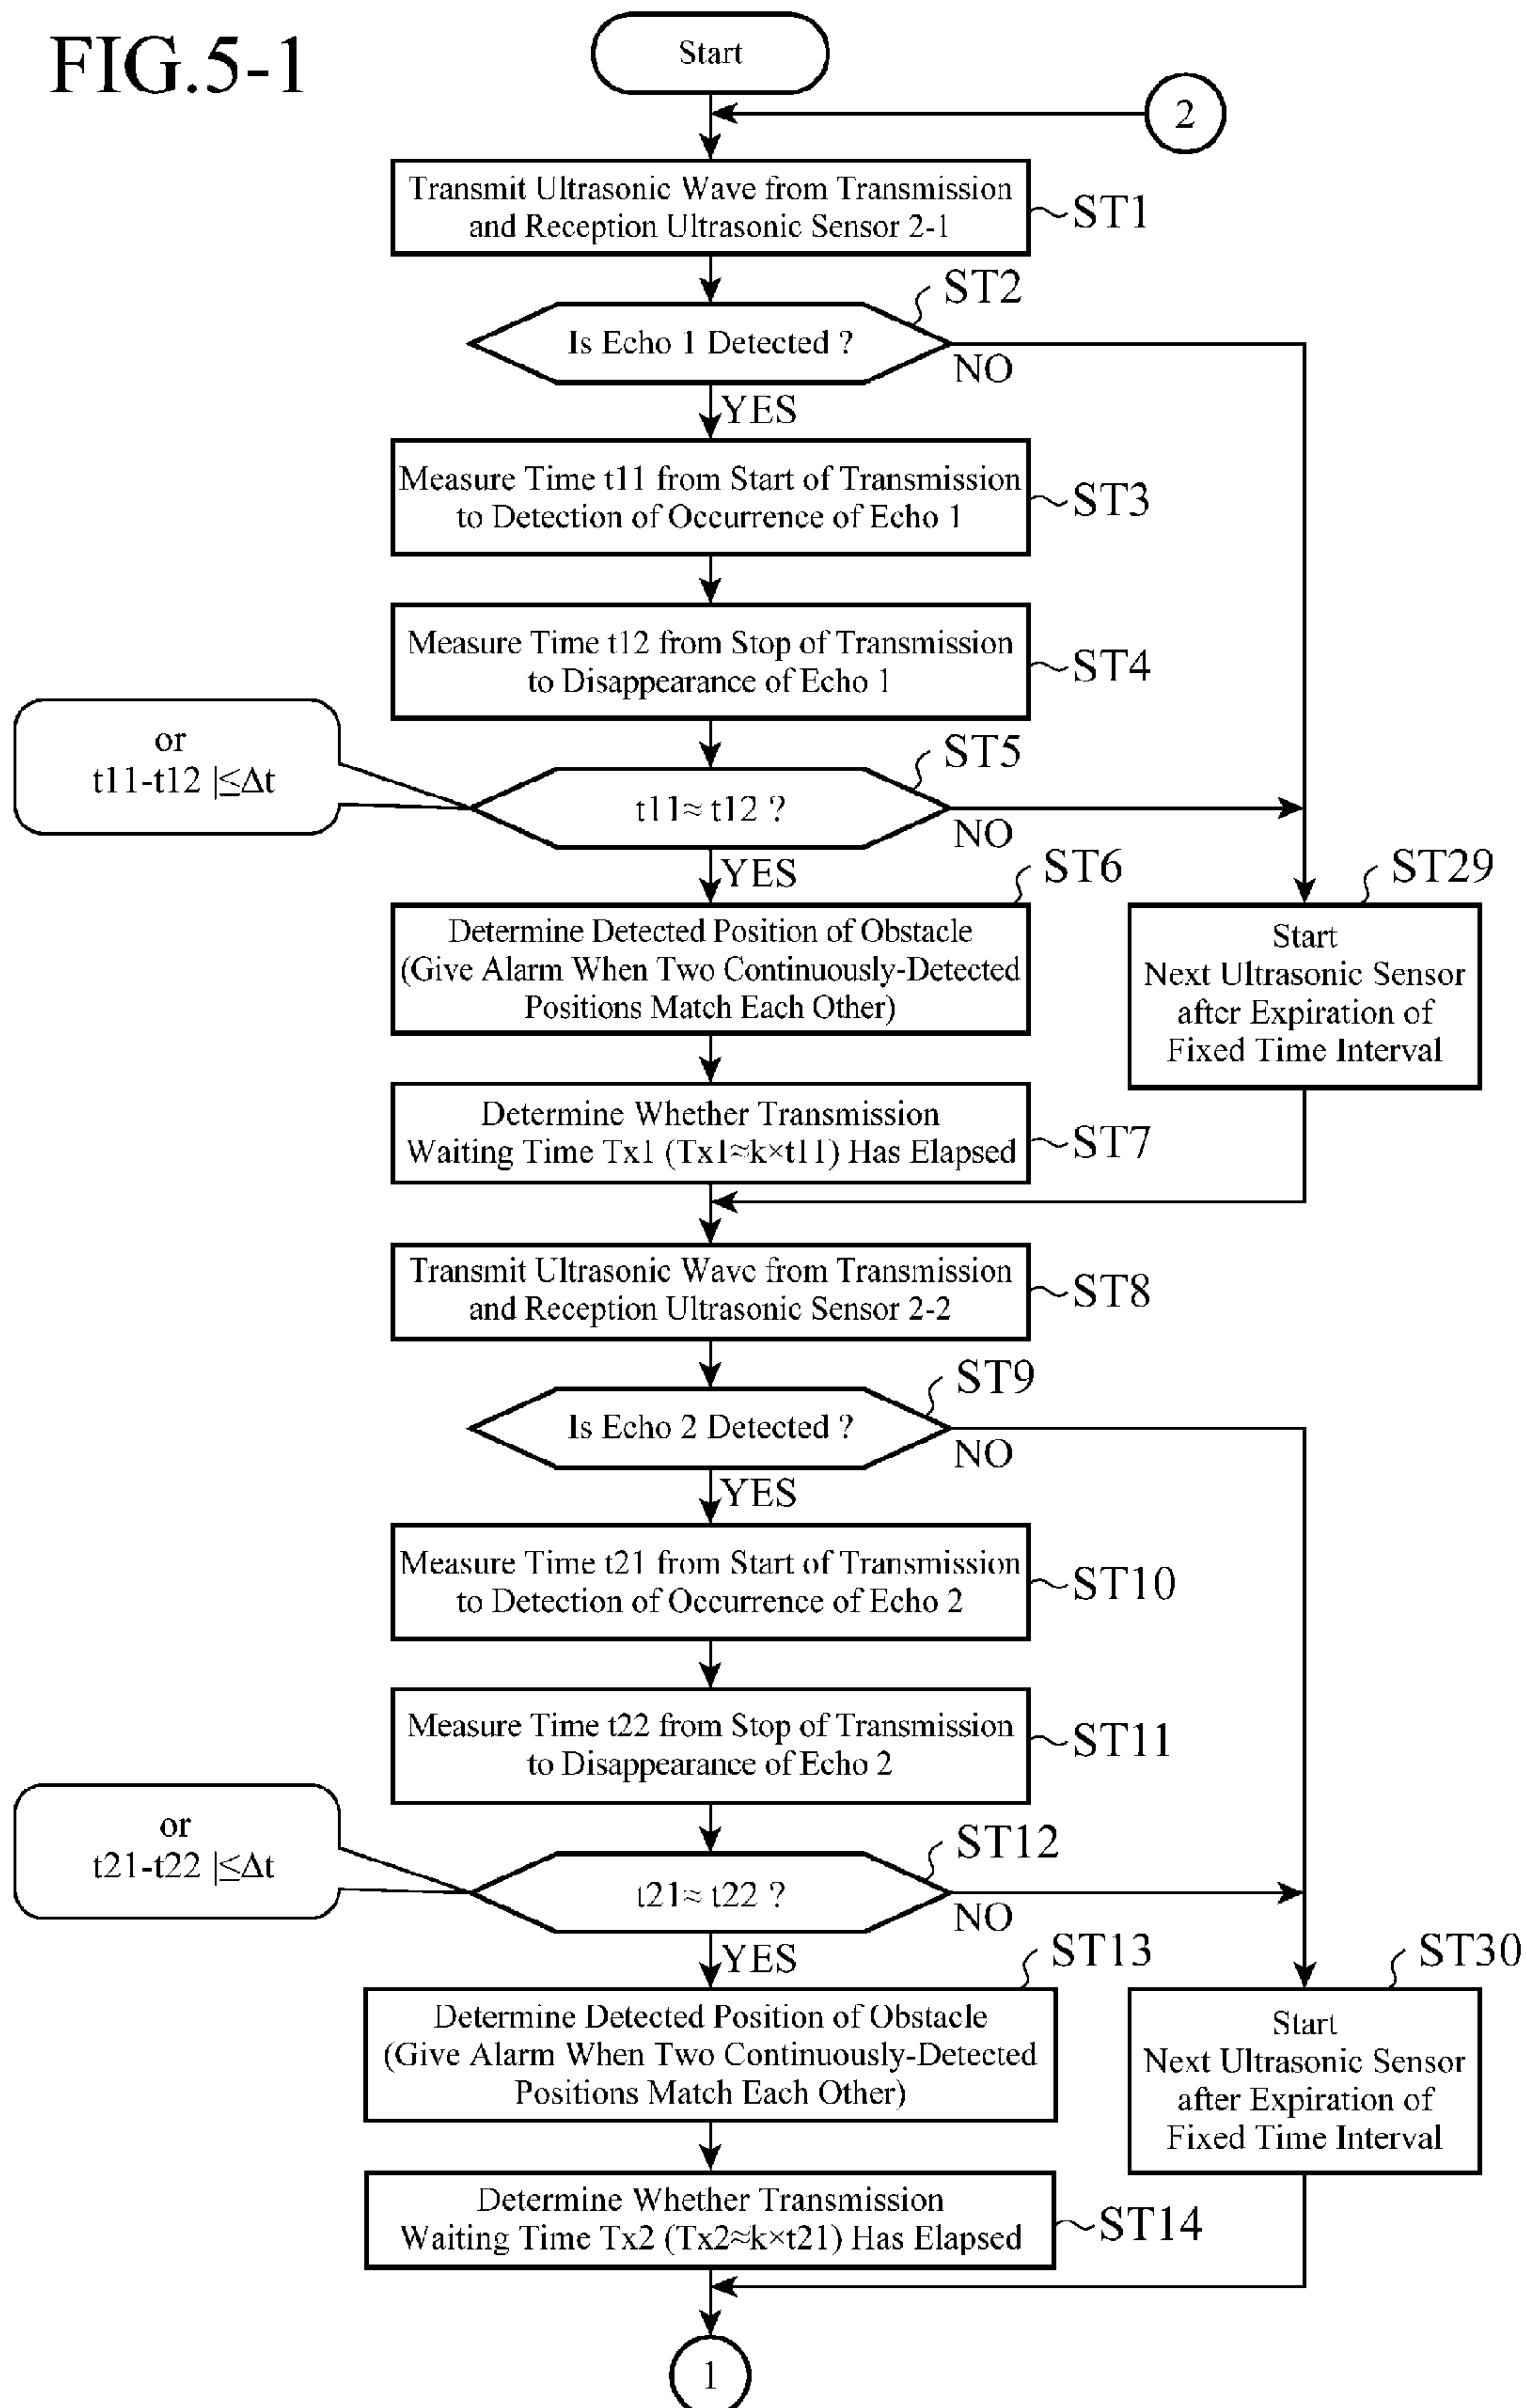 FIG.5-1
Start
2
Transmit Ultrasonic Wave from Transmission
and Reception Ultrasonic Sensor 2-1
ST1
ST2
Is Echo 1 Detected ?
NO
YES
Measure Time t11 from Start of Transmission
to Detection of Occurrence of Echo 1
ST3
Measure Time t12 from Stop of Transmission
to Disappearance of Echo 1
ST4
or
t11-t12 |≤Δt
ST5
t11≈ t12 ?
NO
YES
ST6
Determine Detected Position of Obstacle
(Give Alarm When Two Continuously-Detected
Positions Match Each Other)
ST29
Start
Next Ultrasonic Sensor
after Expiration of
Fixed Time Interval
Determine Whether Transmission
Waiting Time Tx1 (Tx1≈k×t11) Has Elapsed
ST7
Transmit Ultrasonic Wave from Transmission
and Reception Ultrasonic Sensor 2-2
ST8
ST9
Is Echo 2 Detected ?
NO
YES
Measure Time t21 from Start of Transmission
to Detection of Occurrence of Echo 2
ST10
Measure Time t22 from Stop of Transmission
to Disappearance of Echo 2
ST11
or
t21-t22 |≤Δt
ST12
t21≈ t22 ?
NO
YES
ST13
Determine Detected Position of Obstacle
(Give Alarm When Two Continuously-Detected
Positions Match Each Other)
ST30
Start
Next Ultrasonic Sensor
after Expiration of
Fixed Time Interval
Determine Whether Transmission
Waiting Time Tx2 (Tx2≈k×t21) Has Elapsed
ST14
1